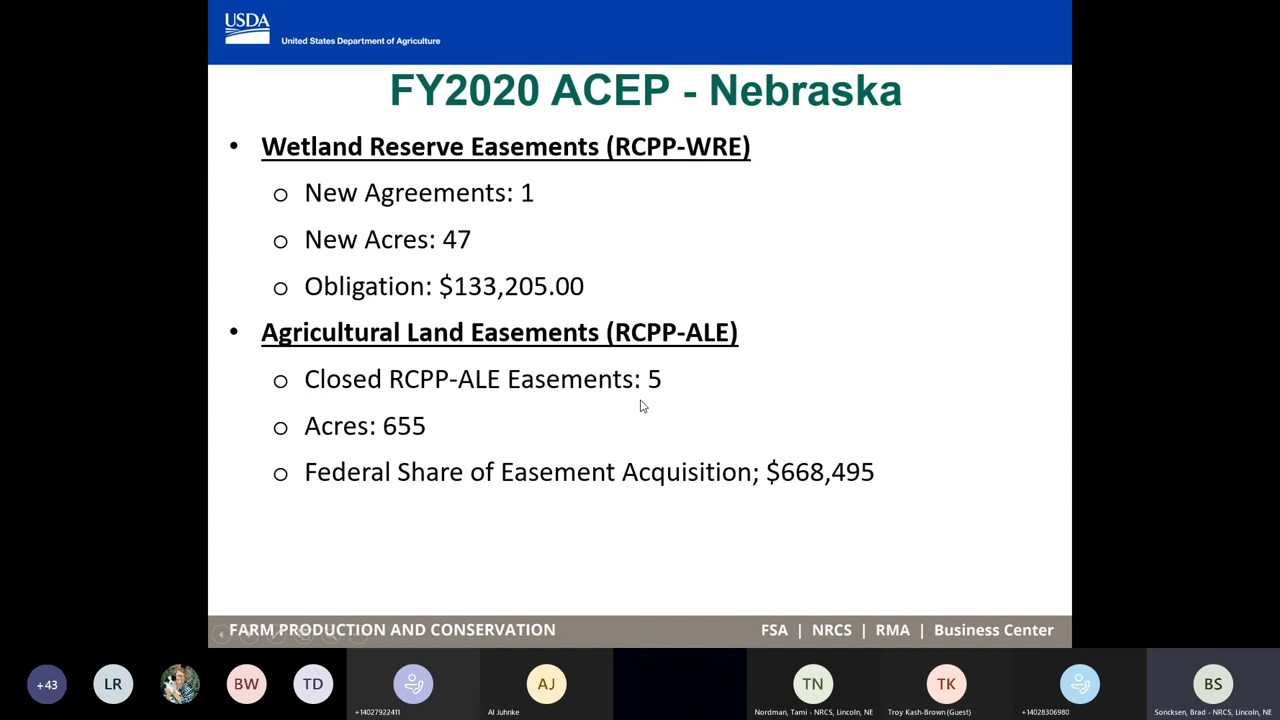 USDA
United States Department of Agriculture
FY2020 ACEP - Nebraska
• Wetland Reserve Easements (RCPP-WRE)
o New Agreements: 1
o New Acres: 47
o Obligation: $133,205.00
• Agricultural Land Easements (RCPP-ALE)
o Closed RCPP-ALE Easements: 5
o Acres: 655
o Federal Share of Easement Acquisition; $668,495
FARM PRODUCTION AND CONSERVATION
FSA | NRCS | RMA | Business Center
+43
LR
BW
TD
+14027922411
AJ
Al Juhnke
TN
Nordman, Tami - NRCS, Lincoln, NE
TK
Troy Kash-Brown (Guest)
+14028306980
BS
Soncksen, Brad - NRCS, Lincoln, NE